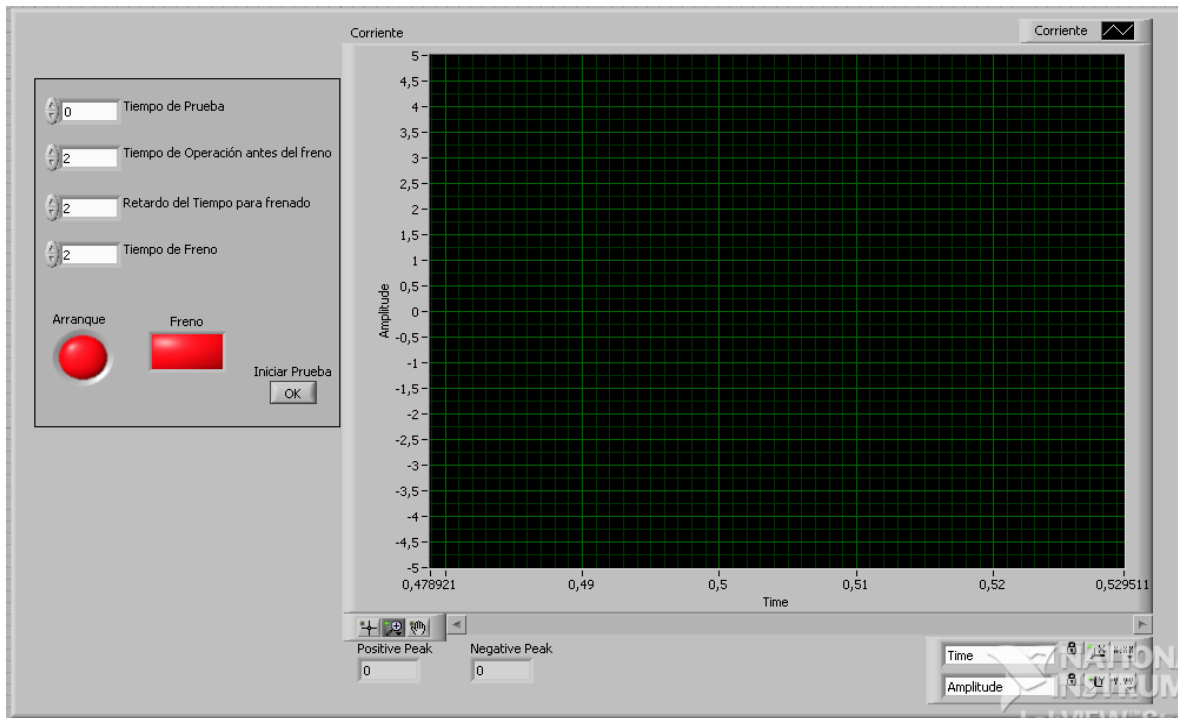 Corriente
Corriente
0 Tiempo de Prueba
2 Tiempo de Operación antes del freno
2 Retardo del Tiempo para frenado
2 Tiempo de Freno
Arranque
Freno
Iniciar Prueba
OK
Amplitude
5
4,5
4
3,5
3
2,5
2
1,5
1
0,5
0
-0,5
-1
-1,5
-2
-2,5
-3
-3,5
-4
-4,5
-5
0,478921 0,49 0,5 0,51 0,52 0,529511
Time
Positive Peak
0
Negative Peak
0
Time
Amplitude
NATIONA
INSTRUM